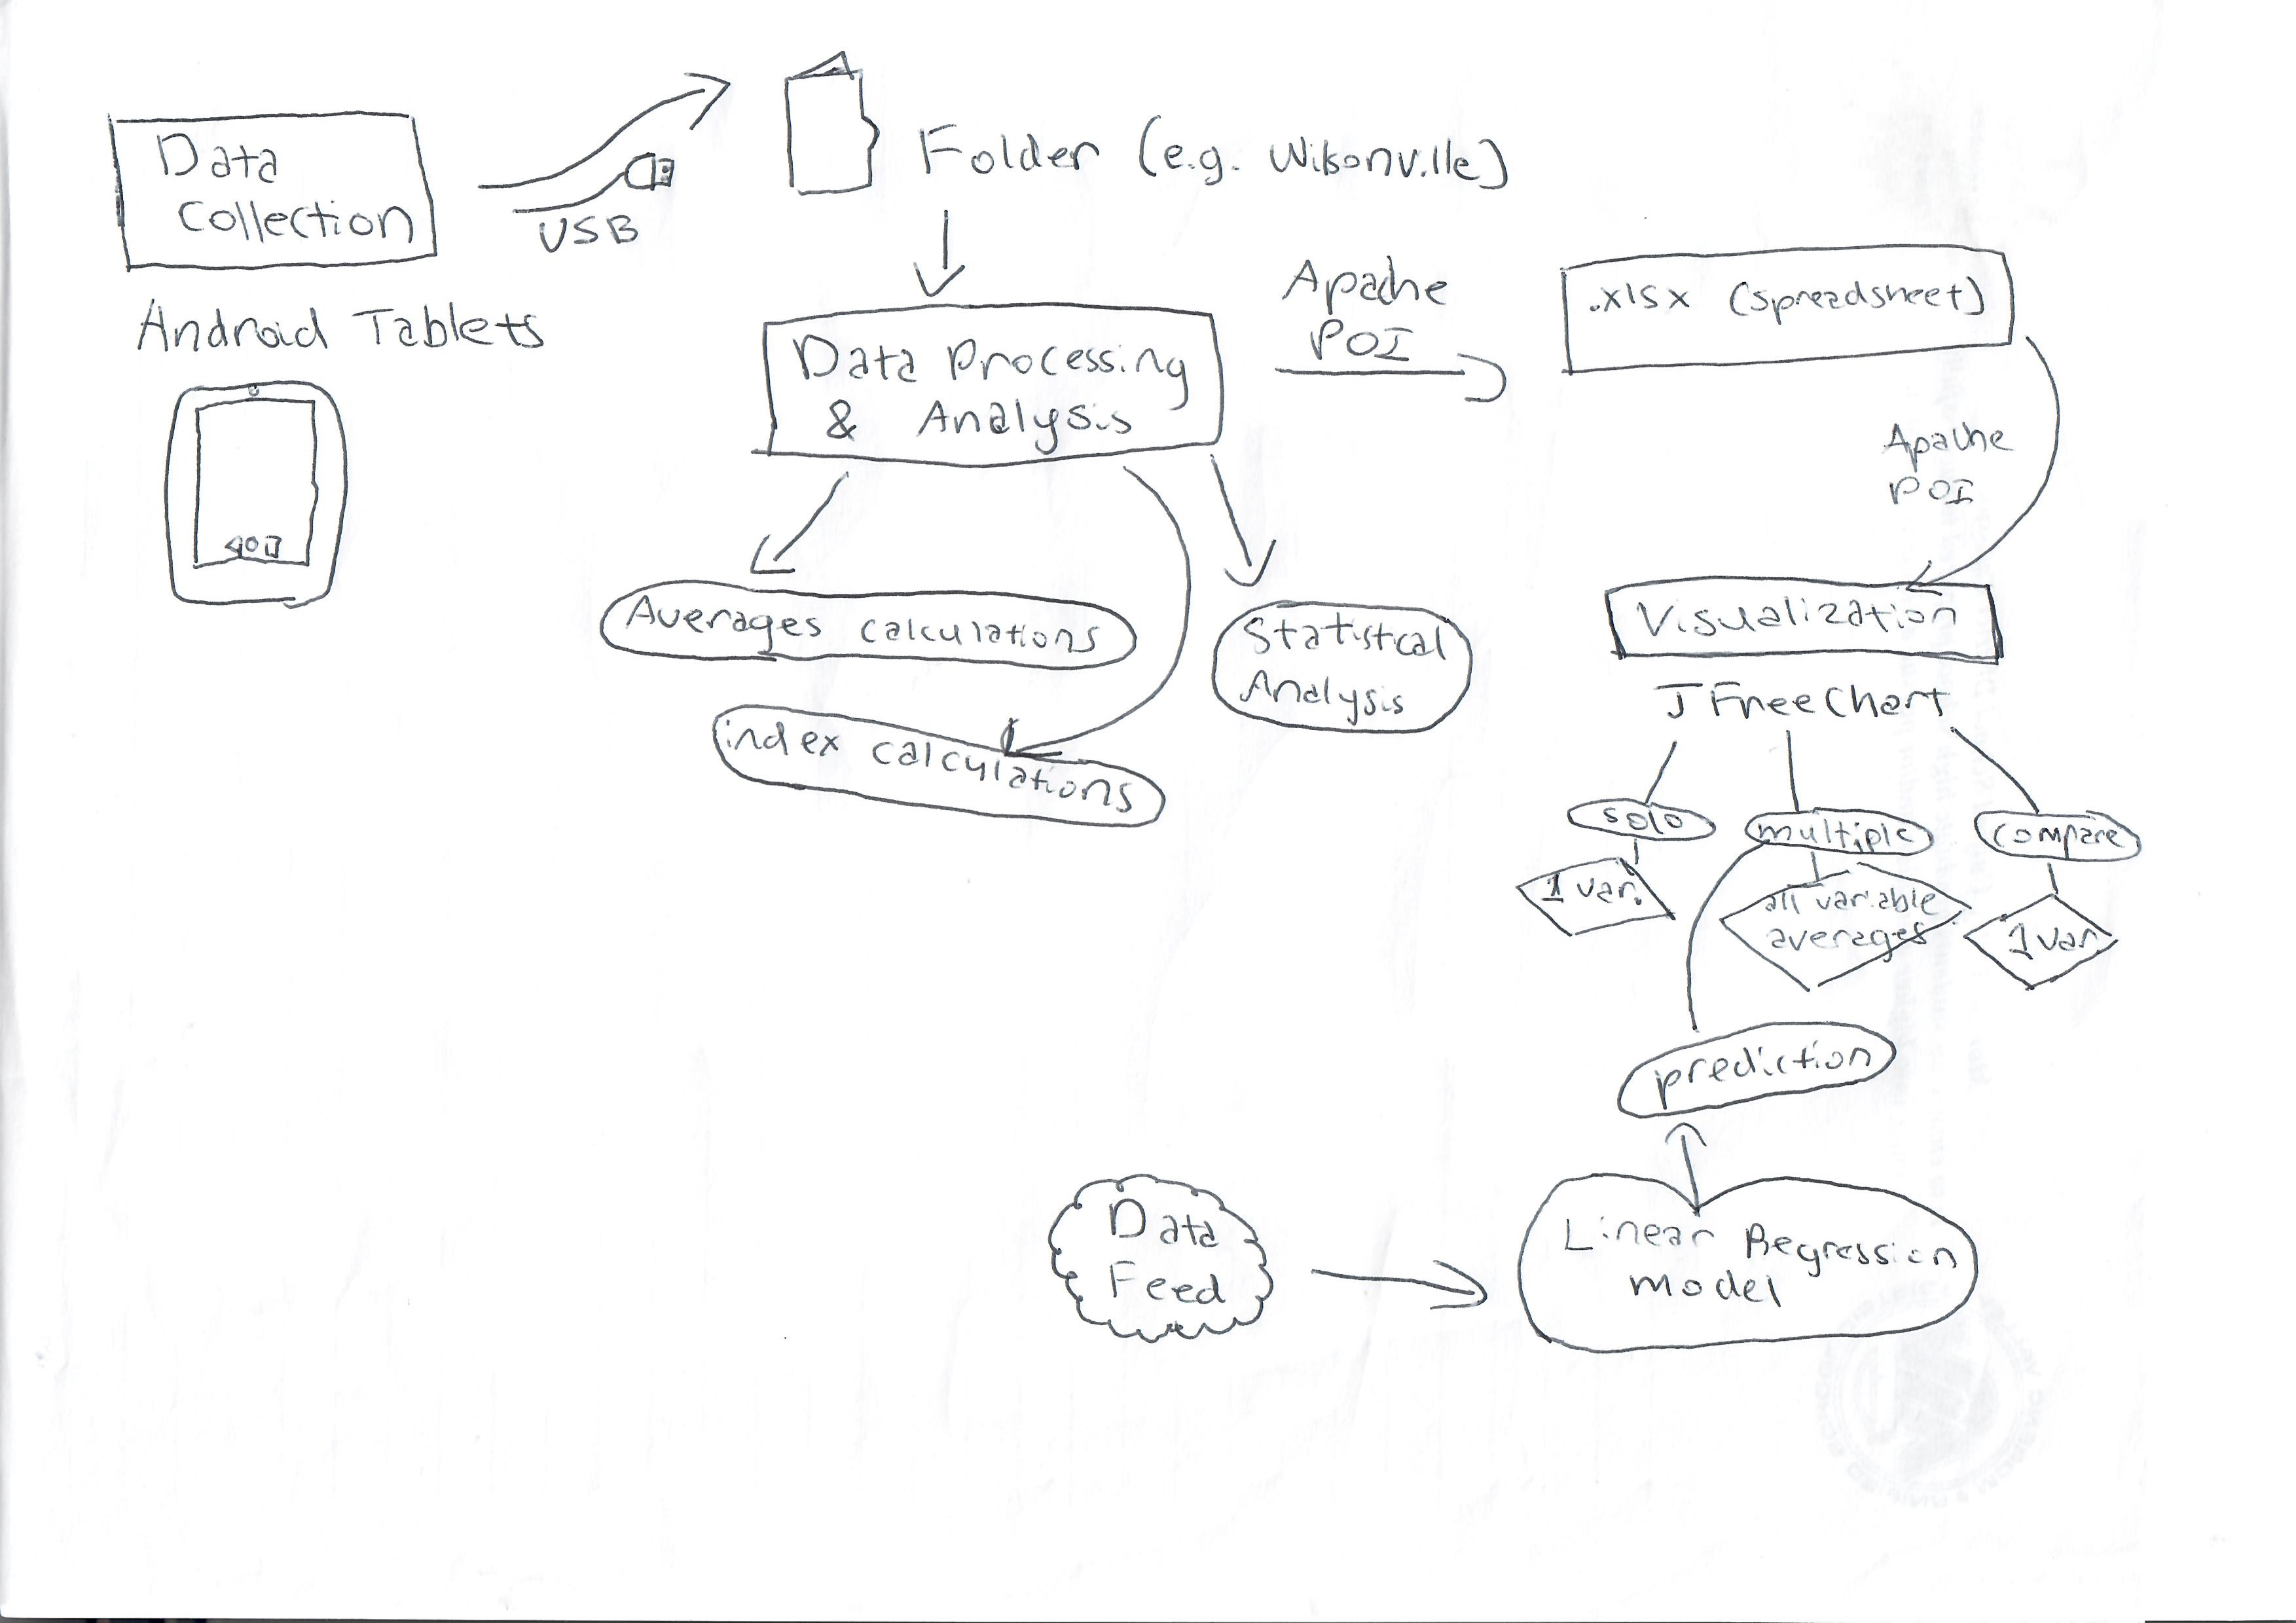 Data
Collection
USB
Folder (e.g. Wilsonville)
Android Tablets
Data Processing
& Analysis
Apache
POI
.xlsx (spreadsheet)
Apache
POI
Averages calculations
index calculations
Statistical
Analysis
Visualization
JFreeChart
solo
multiple
compare
1 var.
all variable
averages
1 var
prediction
Data
Feed
Linear Regression
model